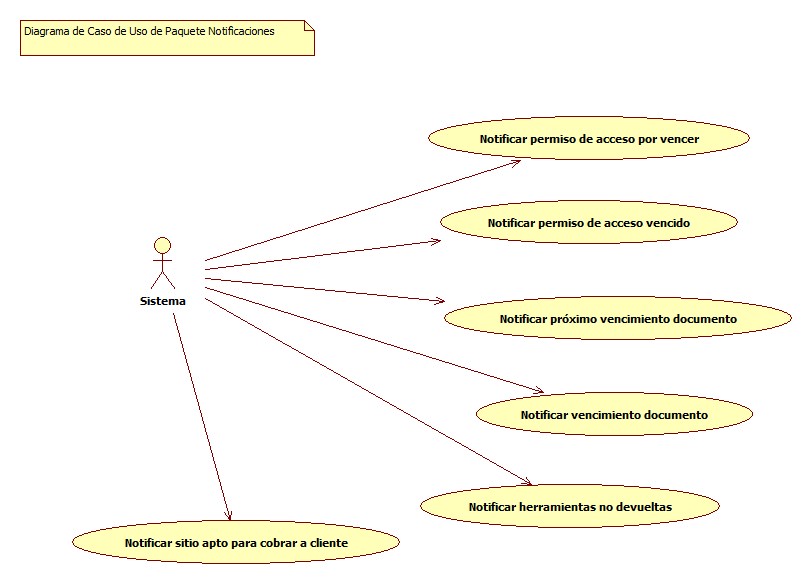 Diagrama de Caso de Uso de Paquete Notificaciones
Notificar permiso de acceso por vencer
Notificar permiso de acceso vencido
Sistema
Notificar próximo vencimiento documento
Notificar vencimiento documento
Notificar herramientas no devueltas
Notificar sitio apto para cobrar a cliente